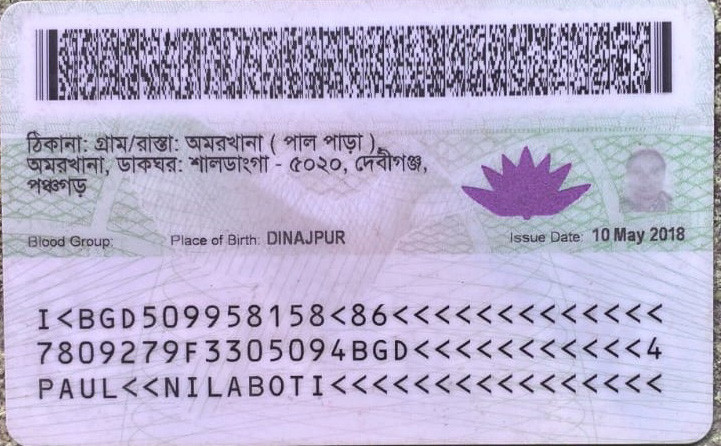 ঠিকানা: গ্রাম/রাস্তা: অমরখানা ( পাল পাড়া ),
অমরখানা, ডাকঘর: শালডাংগা - ৫০২০, দেবীগঞ্জ,
পঞ্চগড়
Blood Group: Place of Birth: DINAJPUR Issue Date: 10 May 2018
I<BGD509958158<86<<<<<<<<<<<<<
7809279F3305094BGD<<<<<<<<<<<4
PAUL<<NILABOTI<<<<<<<<<<<<<<<<